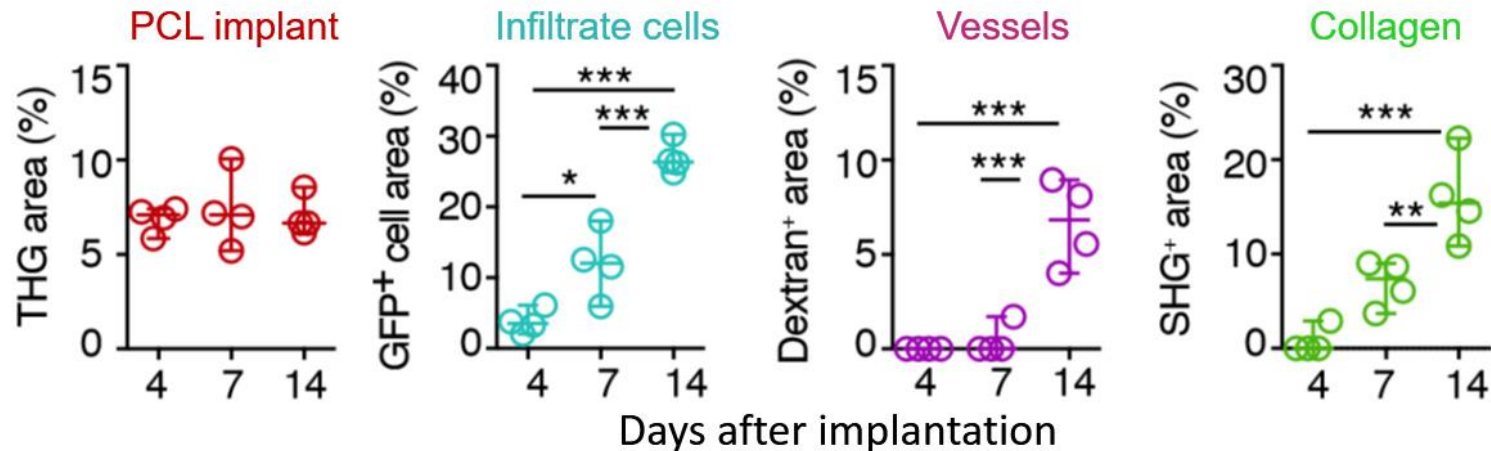 PCL implant
THG area (%)
15
10
5
0
4 7 14
Infiltrate cells
GFP⁺ cell area (%)
40
30
20
10
0
***
***
*
4 7 14
Vessels
Dextran⁺ area (%)
15
10
5
0
***
***
4 7 14
Collagen
SHG⁺ area (%)
30
20
10
0
***
**
4 7 14
Days after implantation